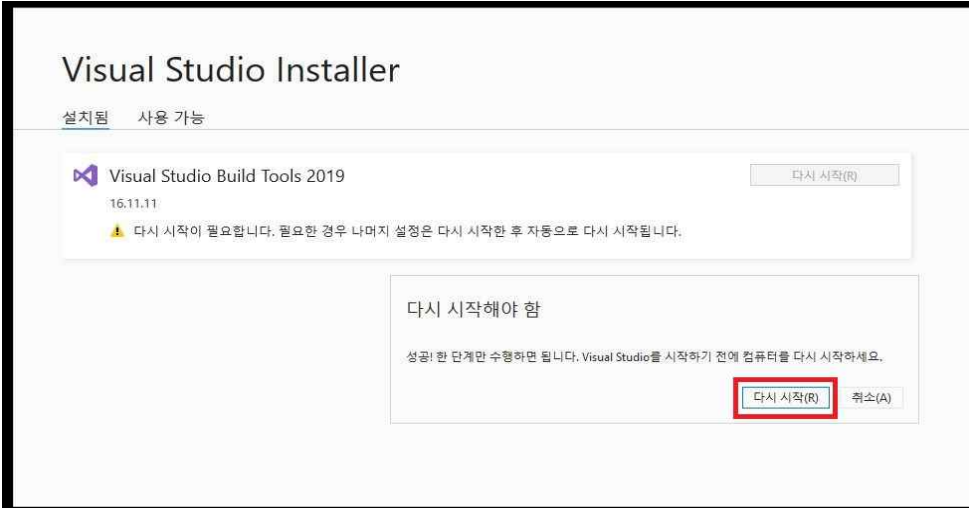 Visual Studio Installer
설치됨 사용 가능
Visual Studio Build Tools 2019
다시 시작(R)
16.11.11
다시 시작이 필요합니다. 필요한 경우 나머지 설정은 다시 시작한 후 자동으로 다시 시작됩니다.
다시 시작해야 함
성공! 한 단계만 수행하면 됩니다. Visual Studio를 시작하기 전에 컴퓨터를 다시 시작하세요.
다시 시작(R) 취소(A)